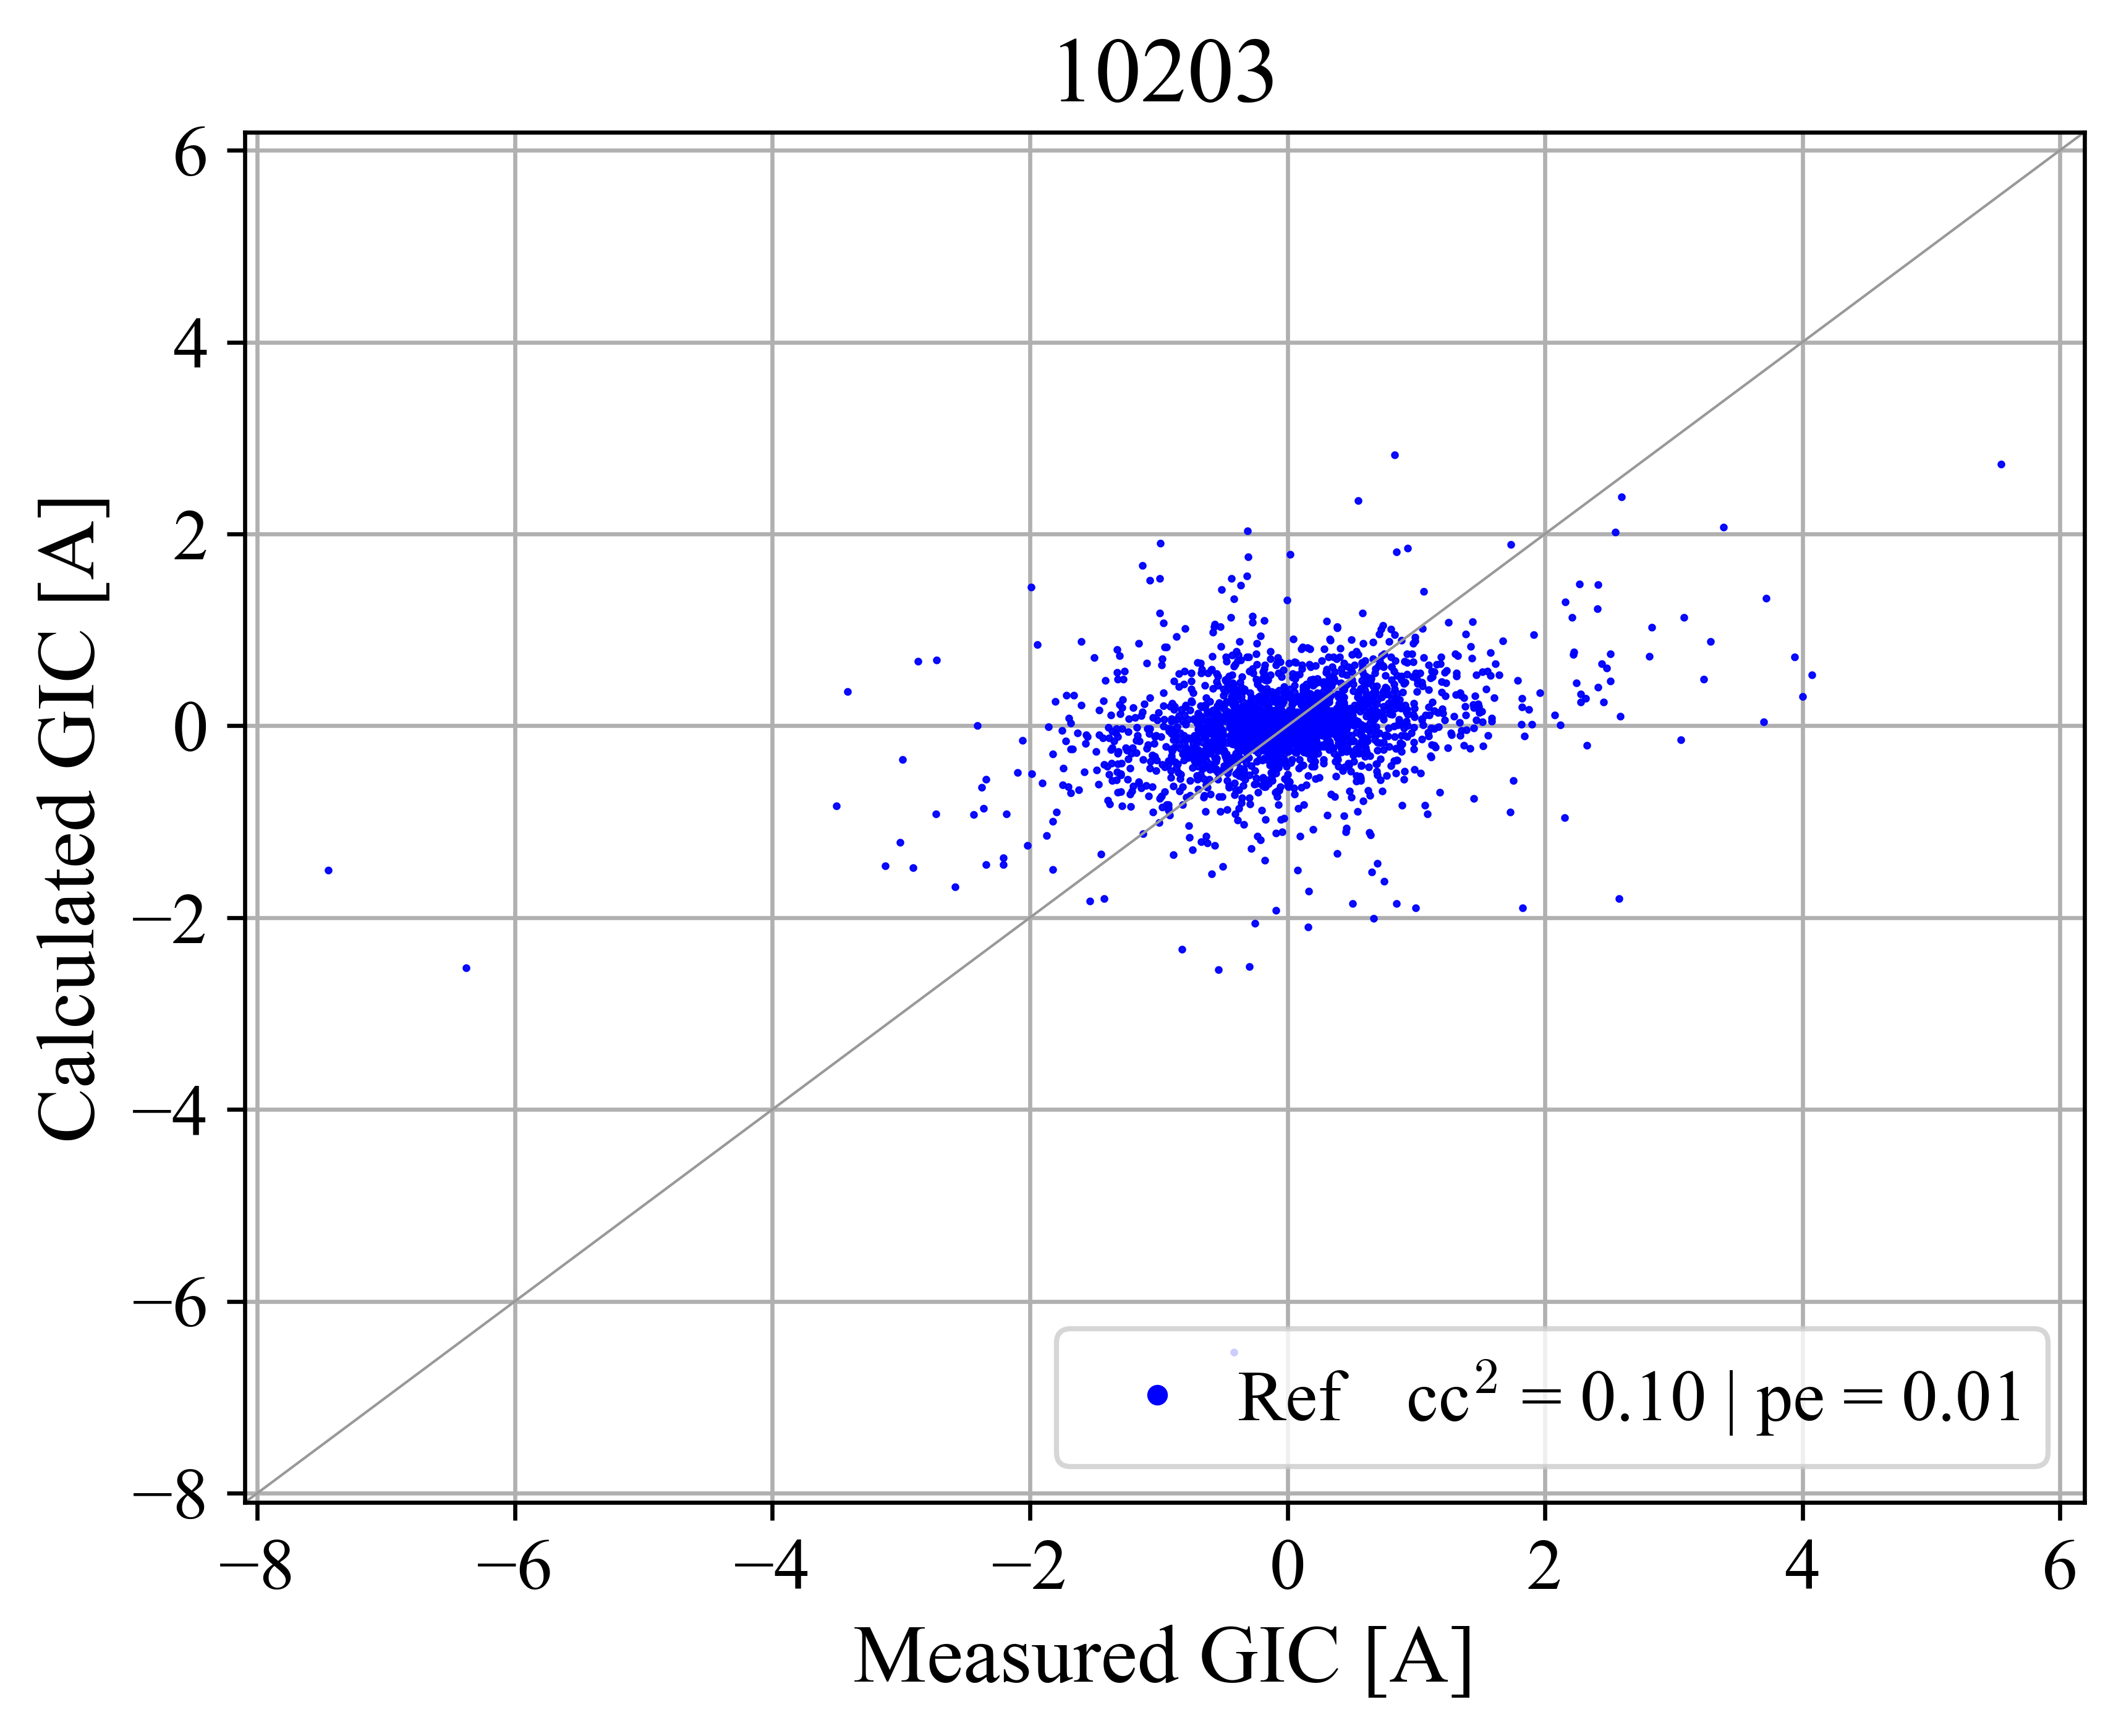 10203
Calculated GIC [A]
6
4
2
0
−2
−4
−6
−8
Ref cc² = 0.10 | pe = 0.01
−8 −6 −4 −2 0 2 4 6
Measured GIC [A]